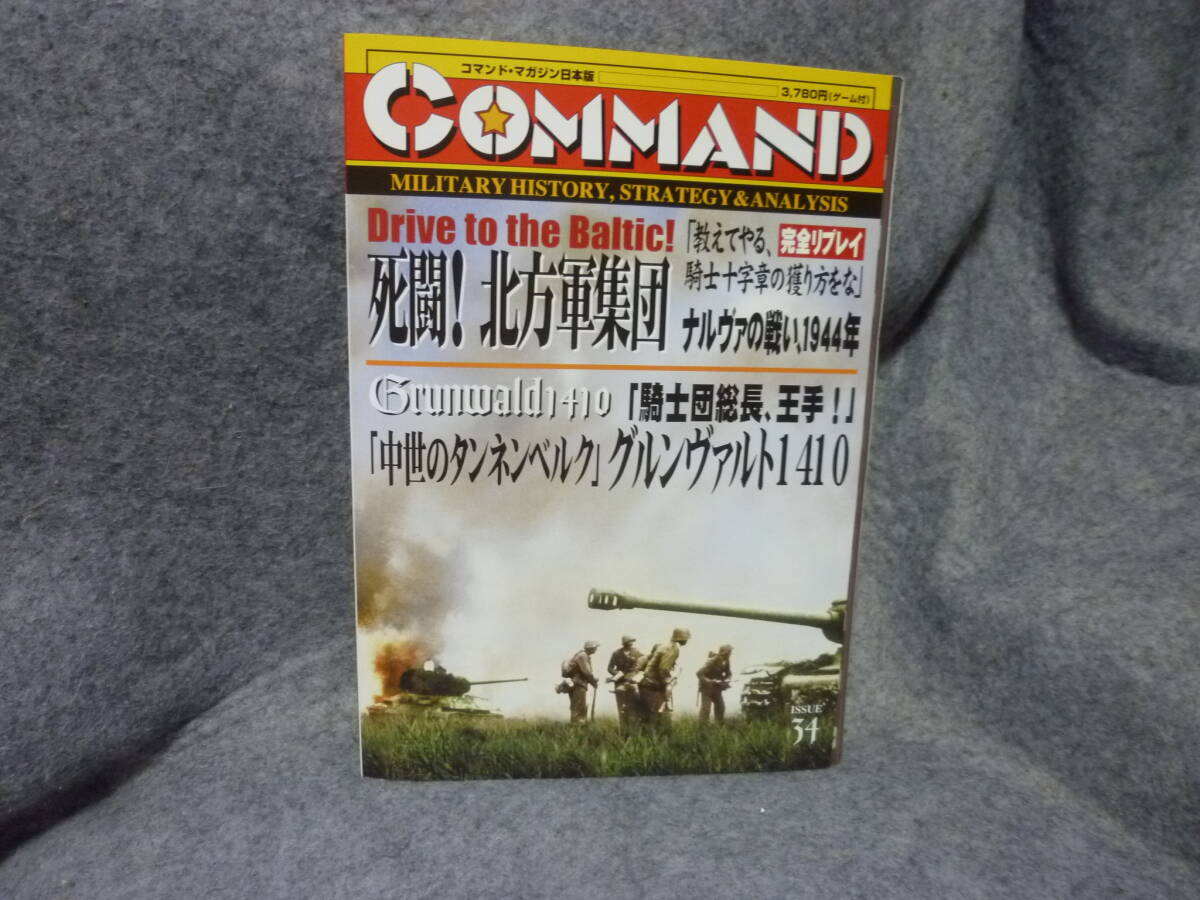 コマンド・マガジン日本版
3,780円(ゲーム付)
COMMAND
MILITARY HISTORY, STRATEGY & ANALYSIS
Drive to the Baltic!
死闘! 北方軍集団
「教えてやる、
完全リプレイ
騎士十字章の獲り方をな」
ナルヴァの戦い、1944年
Grunwald1410
「騎士団総長、王手!」
「中世のタンネンベルク」グルンヴァルト1410
ISSUE
34